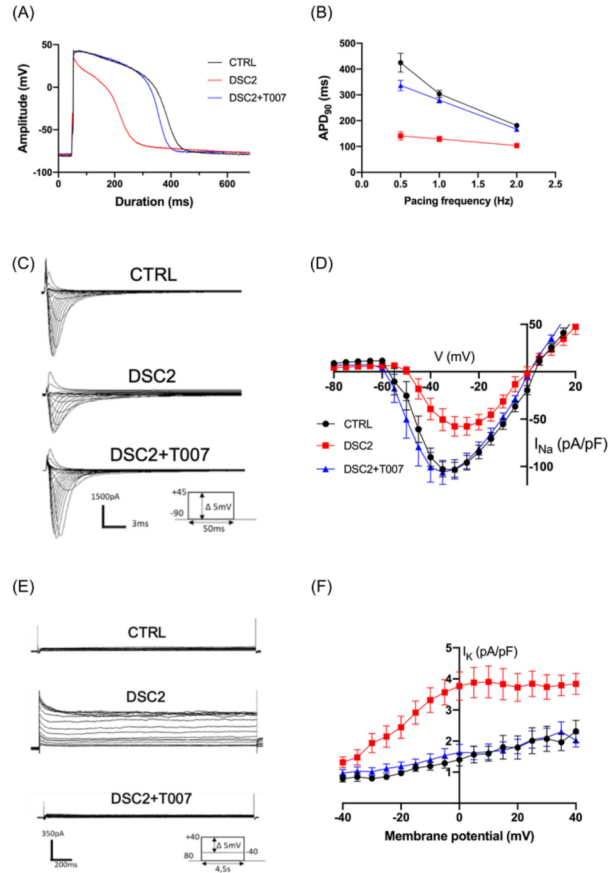 (A)
Amplitude (mV)
50
0
-50
-100
0
200
400
600
Duration (ms)
CTRL
DSC2
DSC2+T007
(B)
APD90 (ms)
500
400
300
200
100
0
0.0
0.5
1.0
1.5
2.0
2.5
Pacing frequency (Hz)
(C)
CTRL
DSC2
DSC2+T007
1500pA
3ms
+45
-90
Δ 5mV
50ms
(D)
V (mV)
-80
-60
-40
-20
20
50
-50
-100
INa (pA/pF)
CTRL
DSC2
DSC2+T007
(E)
CTRL
DSC2
DSC2+T007
350pA
200ms
+40
80
-40
Δ 5mV
4,5s
(F)
IK (pA/pF)
5
4
3
2
1
-40
-20
0
20
40
Membrane potential (mV)